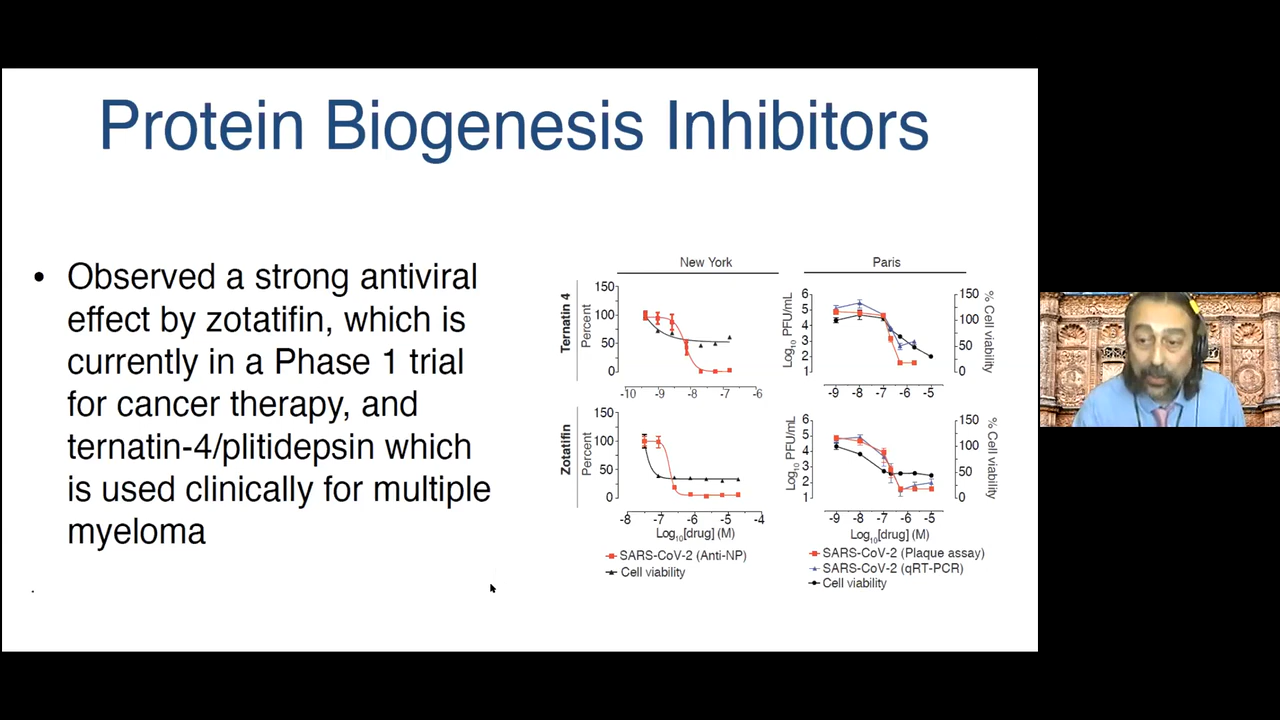 Protein Biogenesis Inhibitors
• Observed a strong antiviral
effect by zotatifin, which is
currently in a Phase 1 trial
for cancer therapy, and
ternatin-4/plitidepsin which
is used clinically for multiple
myeloma
.
New York
Paris
Ternatin 4
Percent
150
100
50
0
-10 -9 -8 -7 -6
Log10 PFU/mL
6
5
4
3
2
1
150
100
50
0
% Cell viability
-9 -8 -7 -6 -5
Zotatifin
Percent
150
100
50
0
-8 -7 -6 -5 -4
Log10[drug] (M)
SARS-CoV-2 (Anti-NP)
Cell viability
Log10 PFU/mL
6
5
4
3
2
1
150
100
50
0
% Cell viability
-9 -8 -7 -6 -5
Log10[drug] (M)
SARS-CoV-2 (Plaque assay)
SARS-CoV-2 (qRT-PCR)
Cell viability